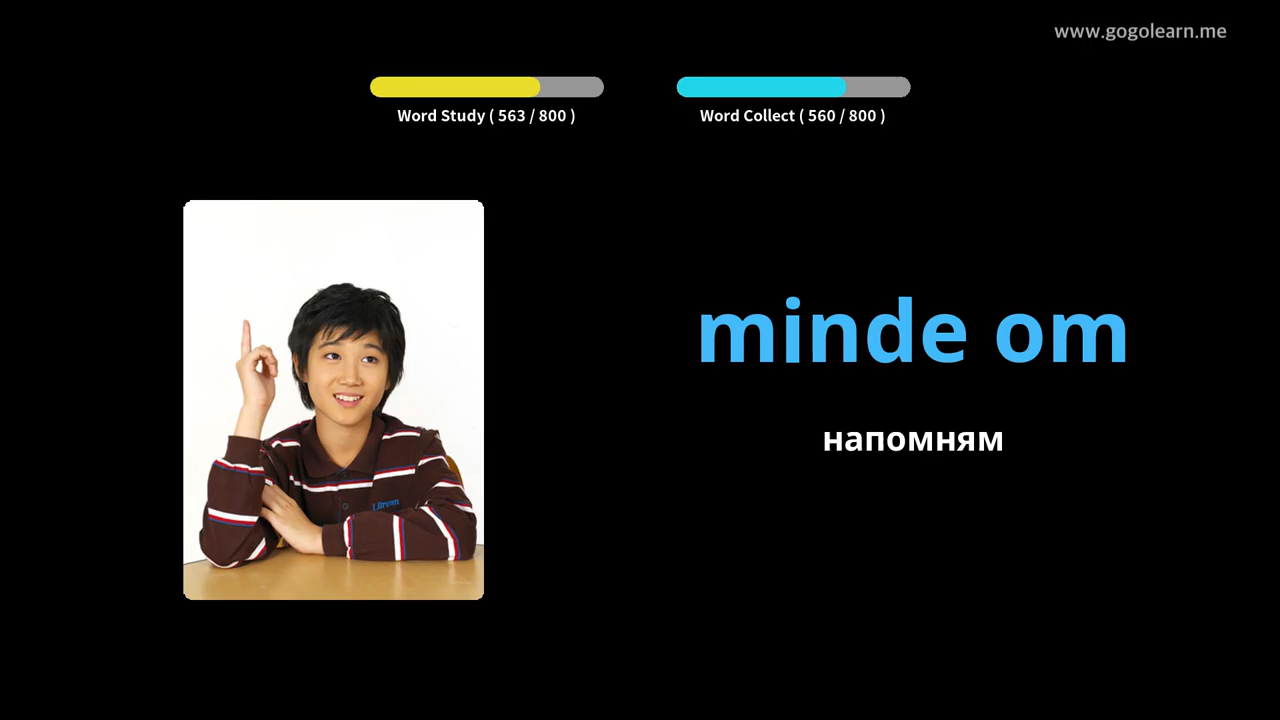 www.gogolearn.me
Word Study ( 563 / 800 )
Word Collect ( 560 / 800 )
minde om
напомням